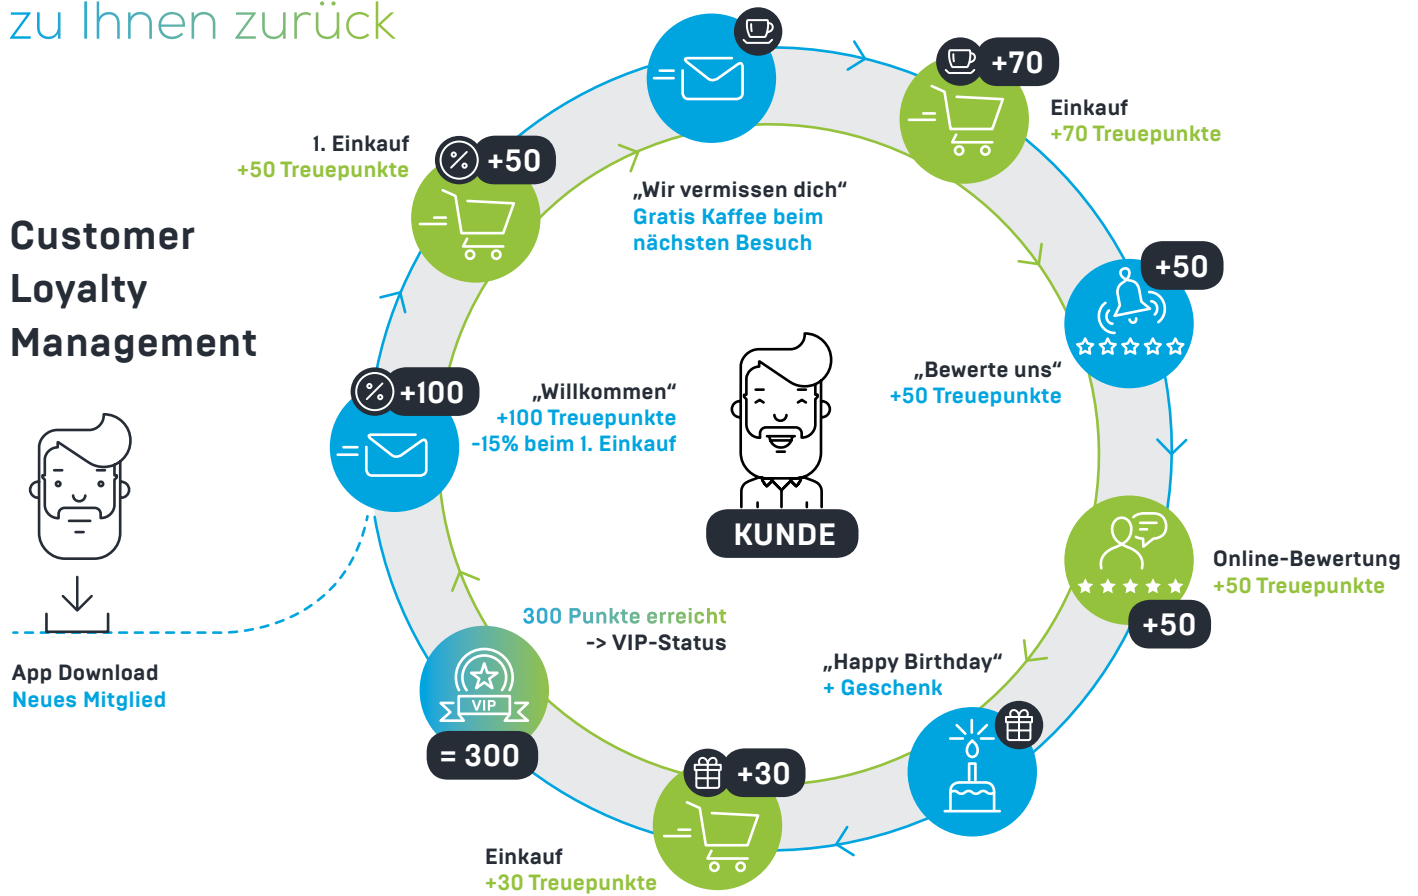 zu Ihnen zurück
Customer
Loyalty
Management
App Download
Neues Mitglied
+100
„Willkommen“
+100 Treuepunkte
-15% beim 1. Einkauf
1. Einkauf
+50 Treuepunkte
+50
„Wir vermissen dich“
Gratis Kaffee beim
nächsten Besuch
+70
Einkauf
+70 Treuepunkte
+50
„Bewerte uns“
+50 Treuepunkte
Online-Bewertung
+50 Treuepunkte
+50
„Happy Birthday“
+ Geschenk
+30
Einkauf
+30 Treuepunkte
300 Punkte erreicht
-> VIP-Status
VIP
= 300
KUNDE